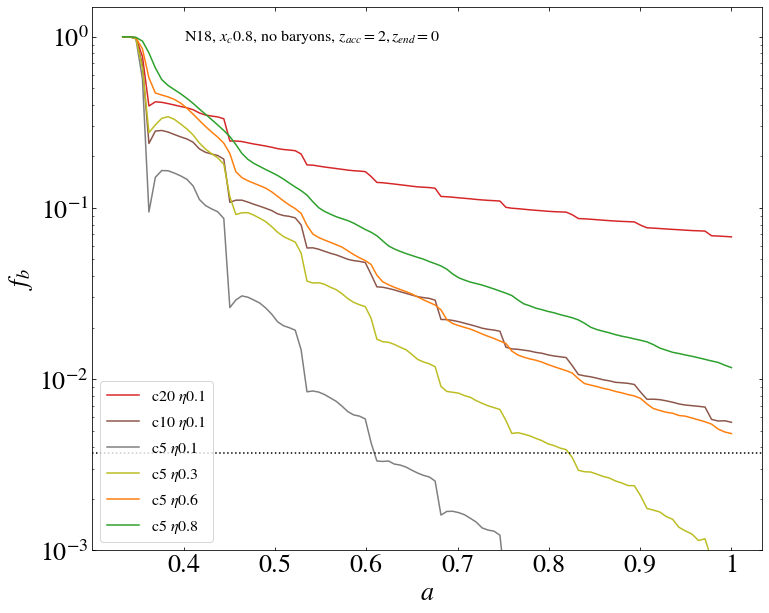 N18, x_c0.8, no baryons, z_acc = 2, z_end = 0
10^0
10^-1
10^-2
10^-3
f_b
c20 η0.1
c10 η0.1
c5 η0.1
c5 η0.3
c5 η0.6
c5 η0.8
0.4 0.5 0.6 0.7 0.8 0.9 1
a